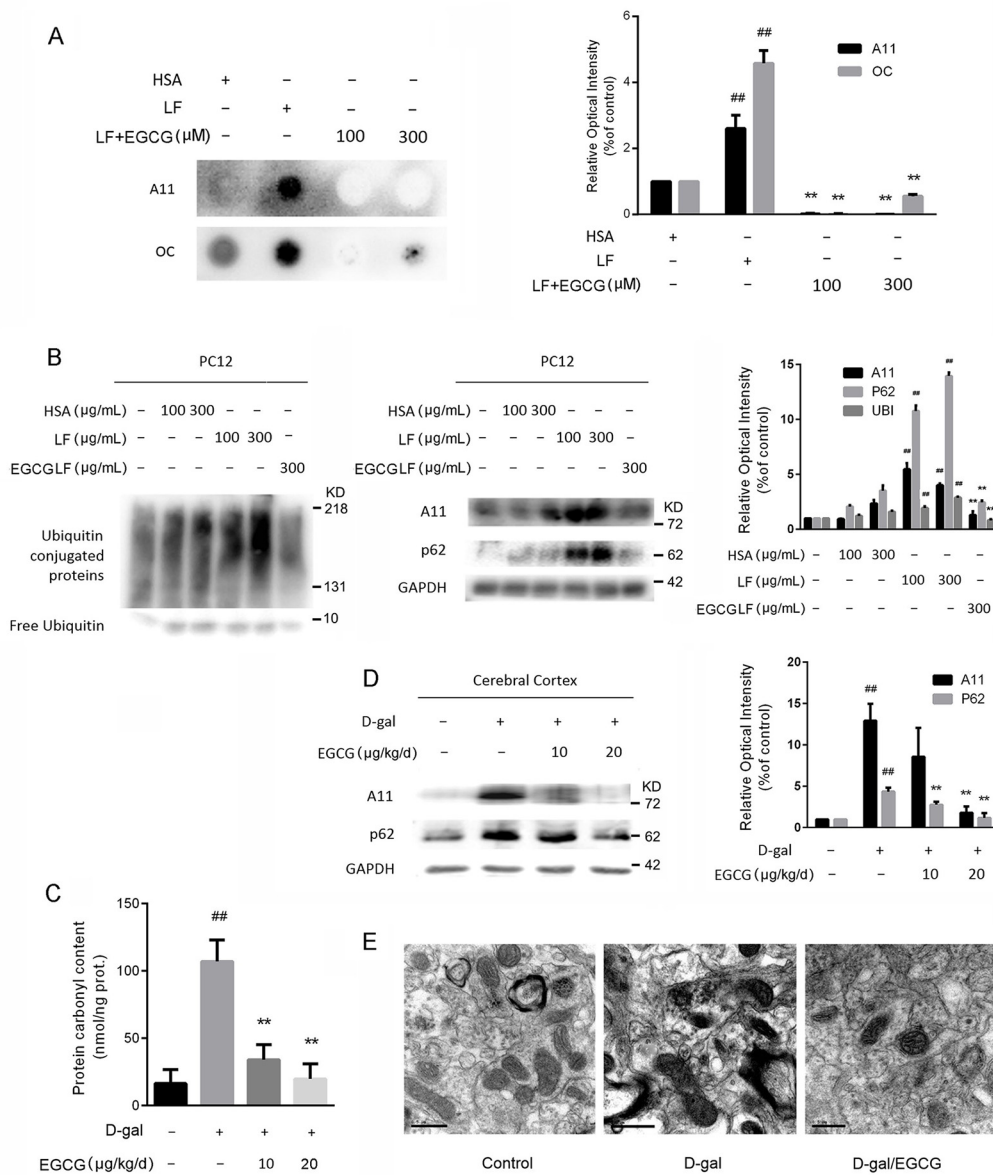 A
HSA + – – –
LF – + – –
LF+EGCG (μM) – – 100 300
A11
OC
Relative Optical Intensity
(%of control)
6
4
2
0
## ##
** ** ** **
A11
OC
HSA + – – –
LF – + – –
LF+EGCG (μM) – – 100 300
B
PC12
HSA (μg/mL) – 100 300 – – –
LF (μg/mL) – – – 100 300 –
EGCGLF (μg/mL) – – – – – 300
KD
218
Ubiquitin
conjugated
proteins
131
10
Free Ubiquitin
PC12
HSA (μg/mL) – 100 300 – – –
LF (μg/mL) – – – 100 300 –
EGCGLF (μg/mL) – – – – – 300
A11 KD
72
p62 62
GAPDH 42
Relative Optical Intensity
(%of control)
15
10
5
0
## ## ## ## ## ##
** ** **
A11
P62
UBI
HSA (μg/mL) – 100 300 – – –
LF (μg/mL) – – – 100 300 –
EGCGLF (μg/mL) – – – – – 300
D
Cerebral Cortex
D-gal – + + +
EGCG (μg/kg/d) – – 10 20
A11 KD
72
p62 62
GAPDH 42
Relative Optical Intensity
(%of control)
20
15
10
5
0
## ## ** ** **
A11
P62
D-gal – + + +
EGCG (μg/kg/d) – – 10 20
C
Protein carbonyl content
(nmol/ng prot.)
150
100
50
0
## ** **
D-gal – + + +
EGCG (μg/kg/d) – – 10 20
E
Control D-gal D-gal/EGCG